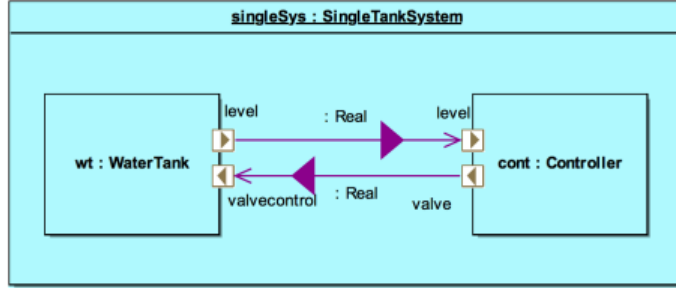 singleSys : SingleTankSystem
level
: Real
level
wt : WaterTank
cont : Controller
valvecontrol
: Real
valve